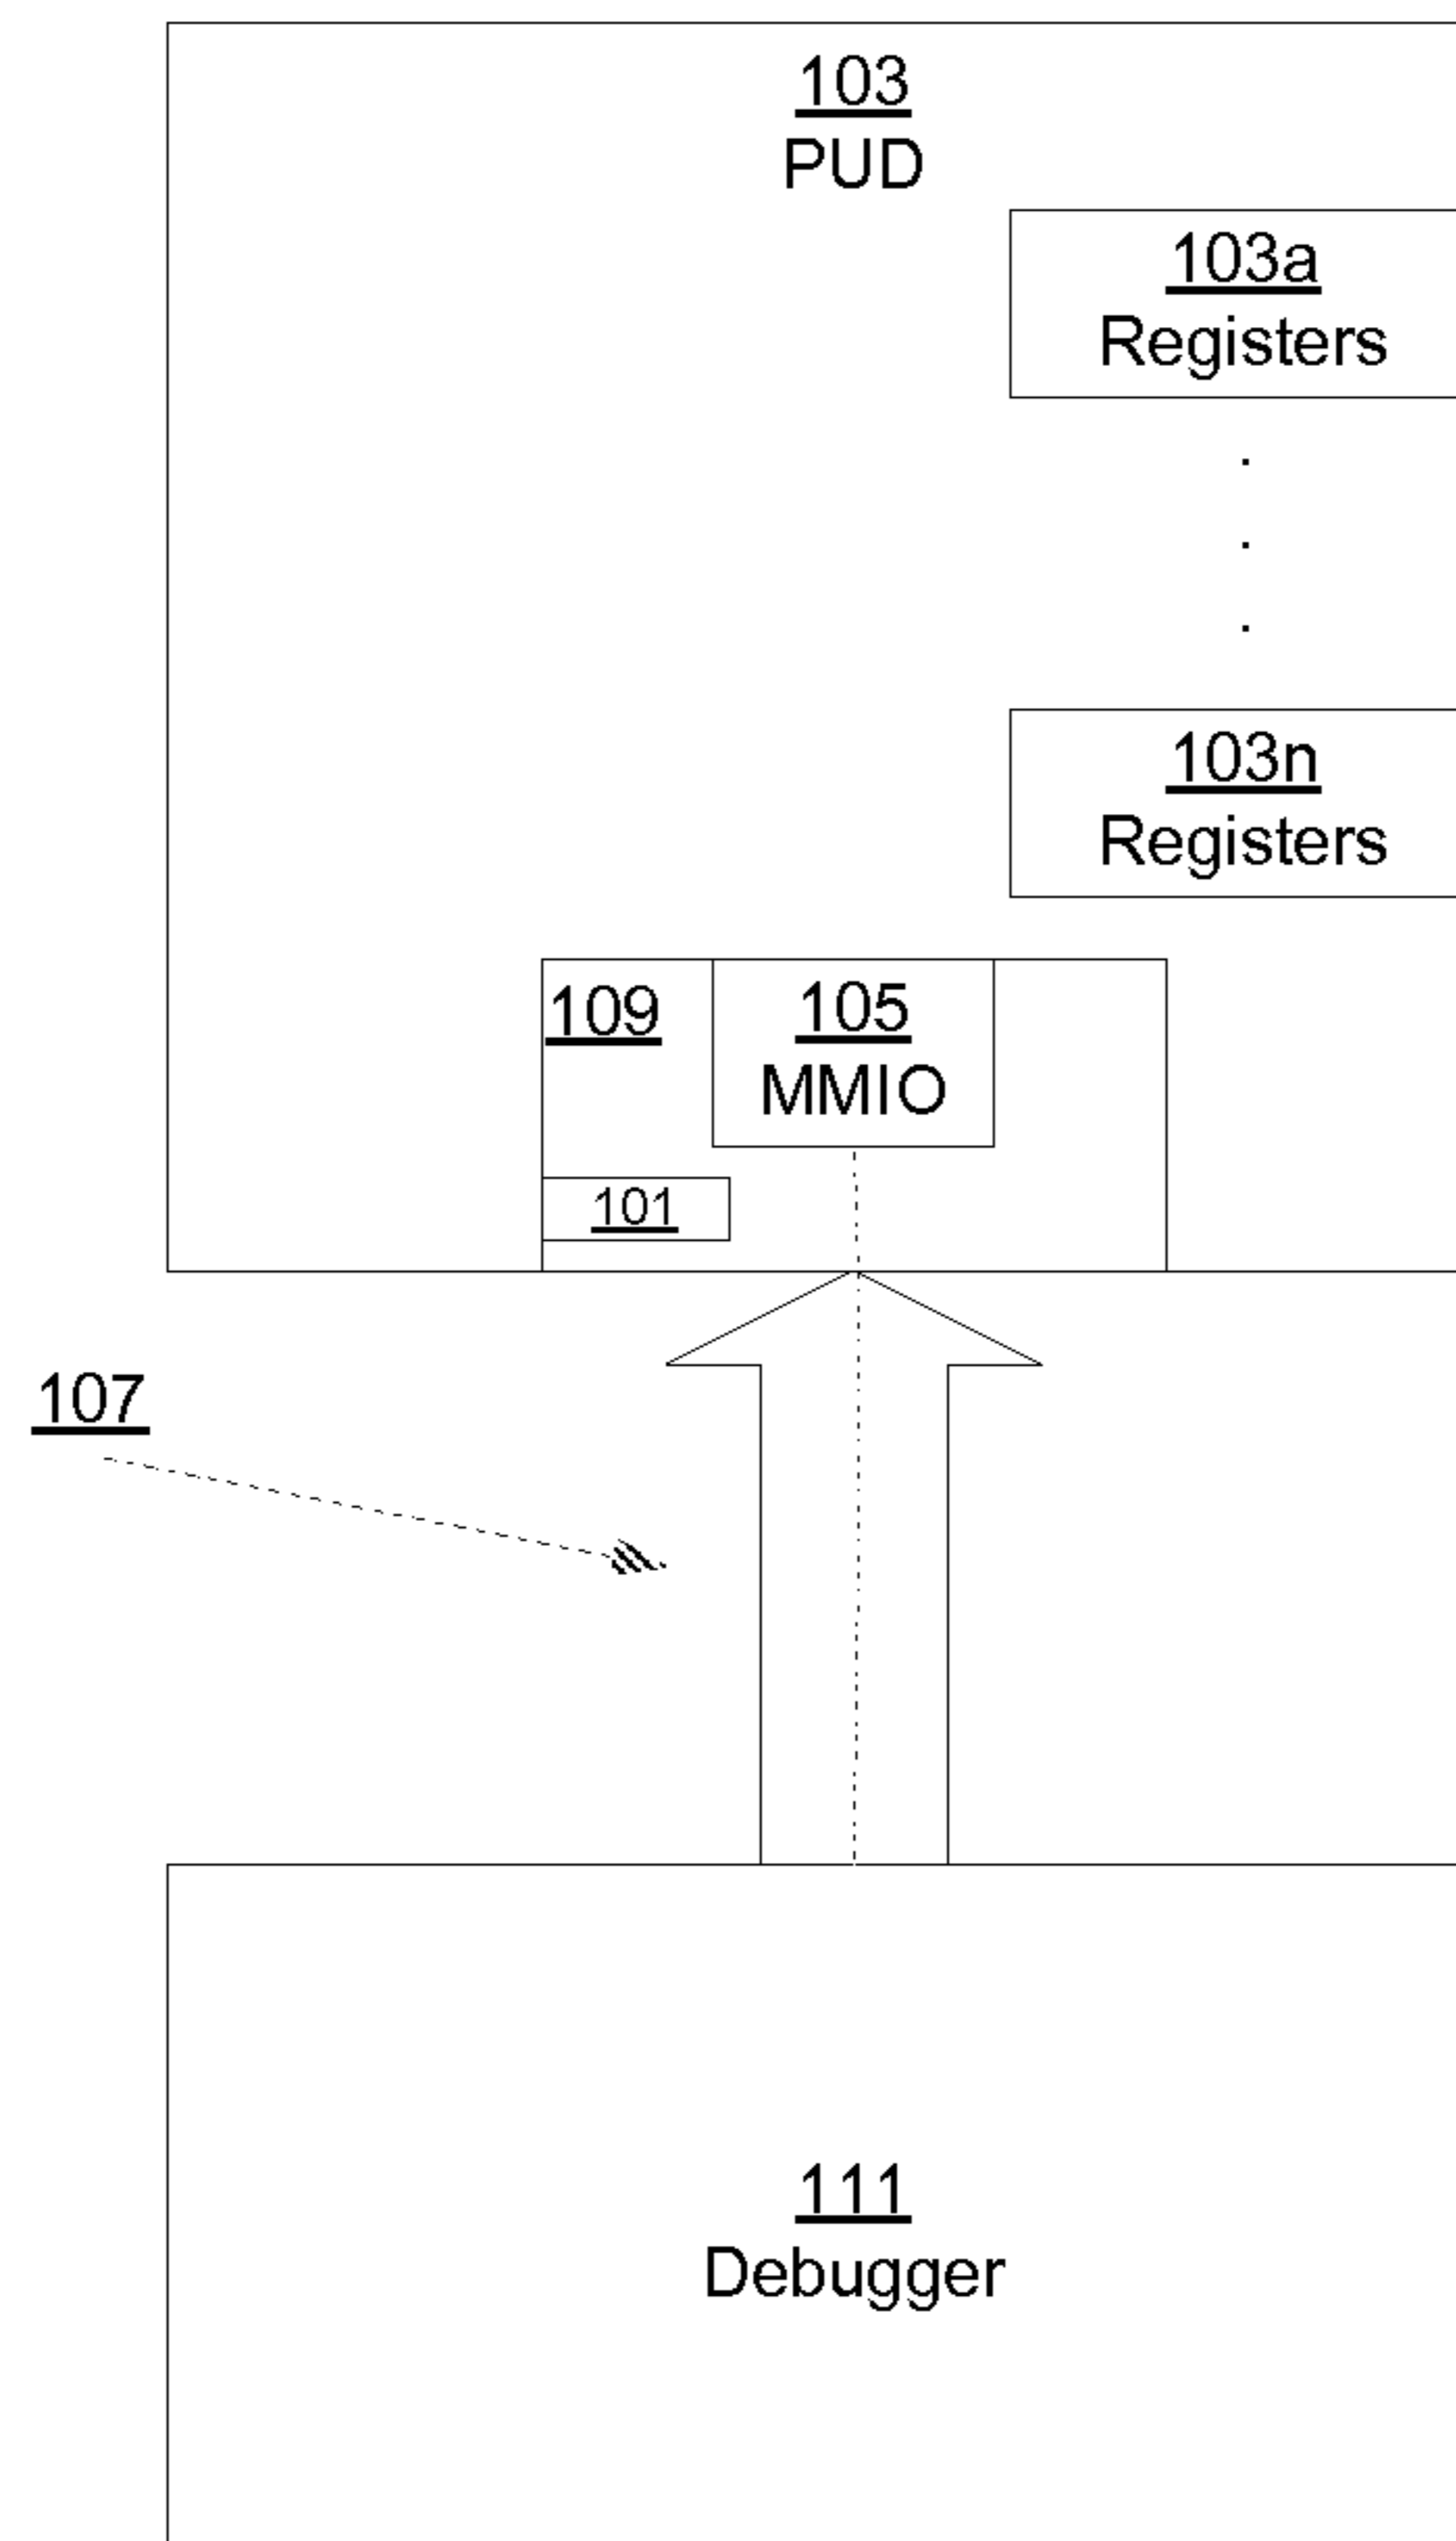 103
PUD
103a
Registers
.
.
.
103n
Registers
109
105
MMIO
101
107
111
Debugger